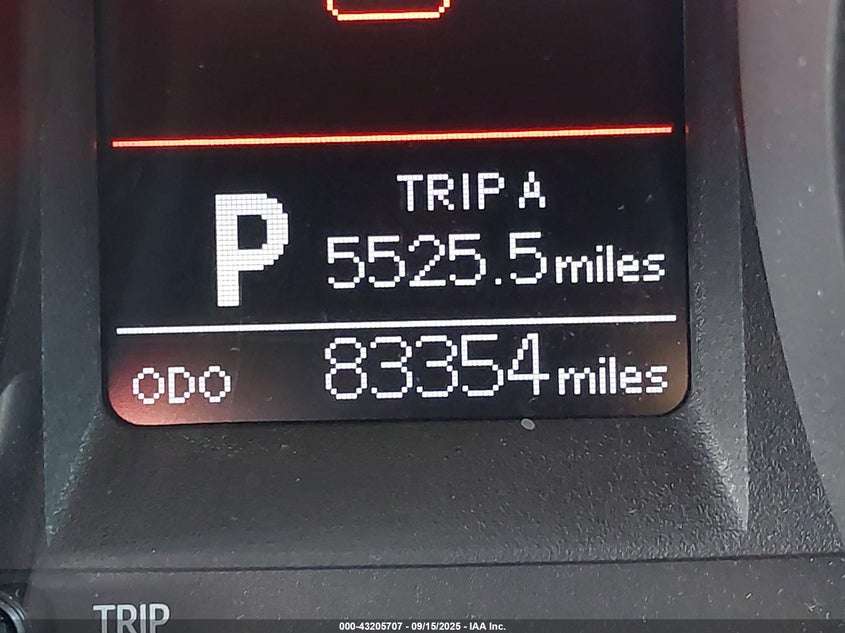 TRIP A
P
5525.5 miles
ODO 83354 miles
TRIP
000-43205707 - 09/15/2025 - IAA Inc.